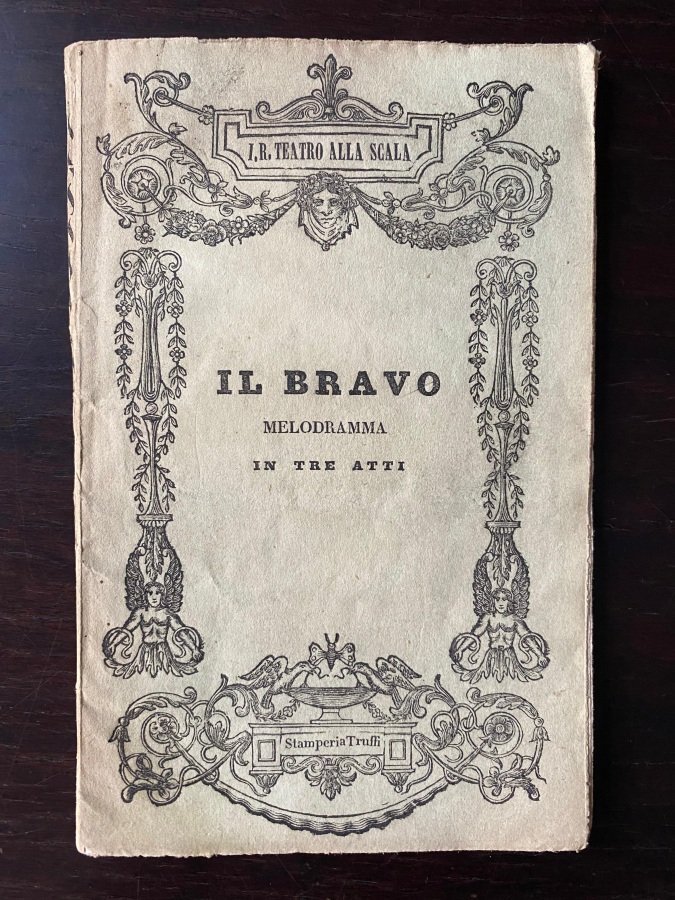 I. R. TEATRO ALLA SCALA
IL BRAVO
MELODRAMMA
IN TRE ATTI
Stamperia Truffi